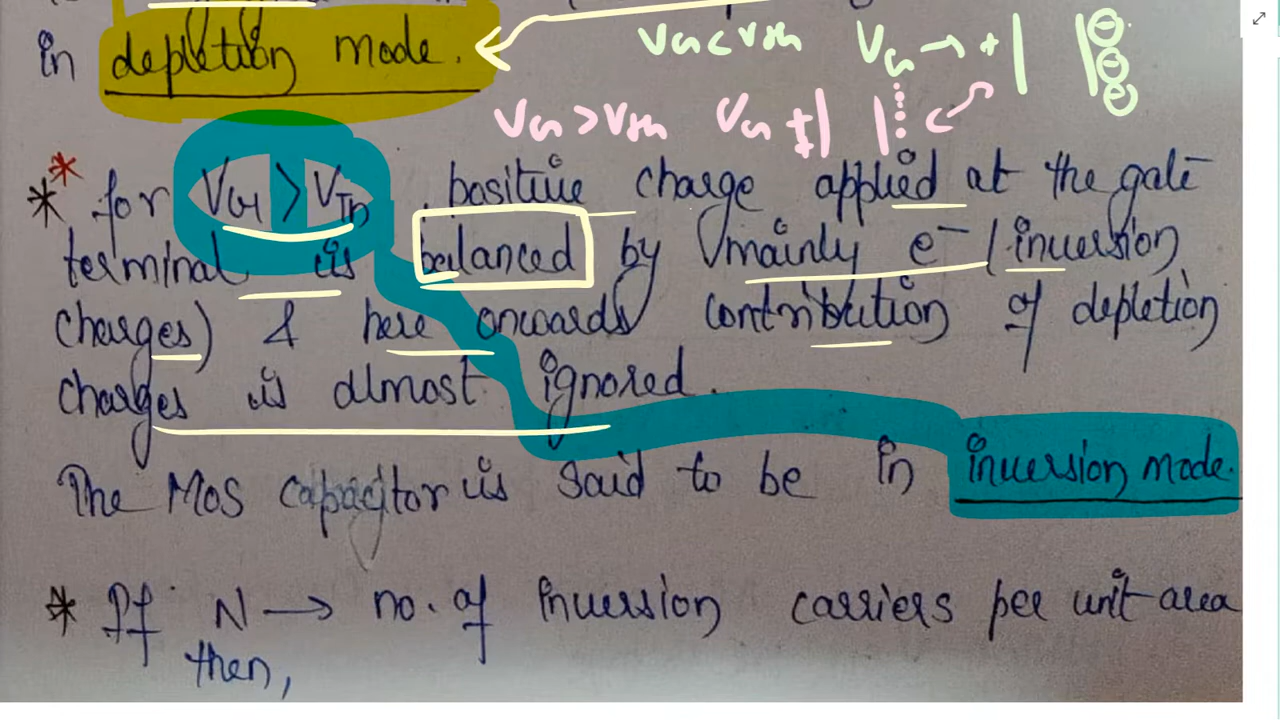 in depletion mode.
VG < VTh VG → +
VG > VTh VG +
** for VG > VTh, positive charge applied at the gate
terminal is balanced by mainly e⁻ (inversion
charges) & here onwards contribution of depletion
charges is almost ignored.
The MOS capacitor is said to be in inversion mode.
* If N → no. of inversion carriers per unit area
then,